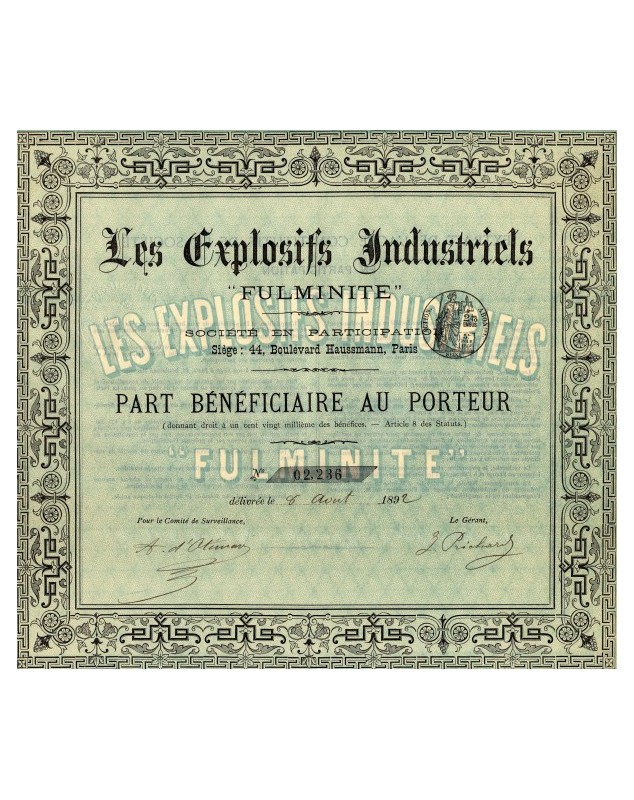 Les Explosifs Industriels
"FULMINITE"
LES EXPLOSIFS INDUSTRIELS
SOCIÉTÉ EN PARTICIPATION
Siège : 44, Boulevard Haussmann, Paris
PART BÉNÉFICIAIRE AU PORTEUR
(donnant droit à un cent vingt millième des bénéfices. — Article 8 des Statuts.)
"FULMINITE"
No 02,236
délivrée le 8 Aout 1892
Pour le Comité de Surveillance,
Le Gérant,